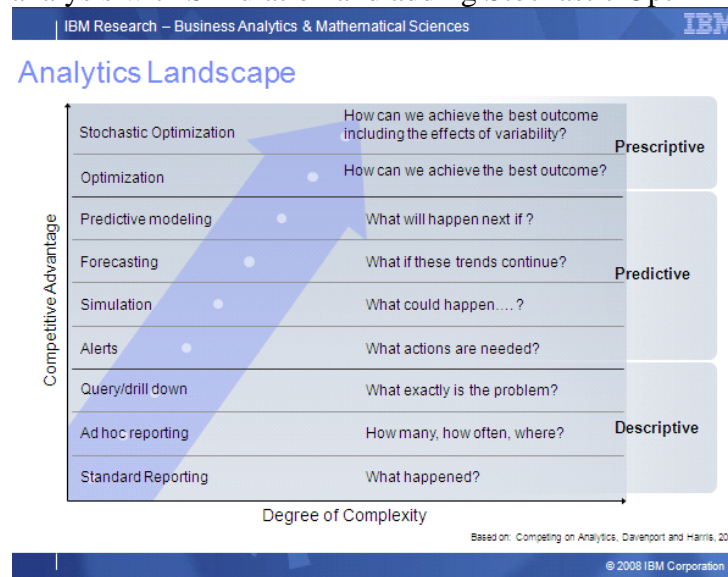 IBM Research – Business Analytics & Mathematical Sciences
IBM
Analytics Landscape
Competitive Advantage
Stochastic Optimization
How can we achieve the best outcome
including the effects of variability?
Prescriptive
Optimization
How can we achieve the best outcome?
Predictive modeling
What will happen next if ?
Forecasting
What if these trends continue?
Predictive
Simulation
What could happen.... ?
Alerts
What actions are needed?
Query/drill down
What exactly is the problem?
Ad hoc reporting
How many, how often, where?
Descriptive
Standard Reporting
What happened?
Degree of Complexity
Based on: Competing on Analytics, Davenport and Harris, 20
© 2008 IBM Corporation